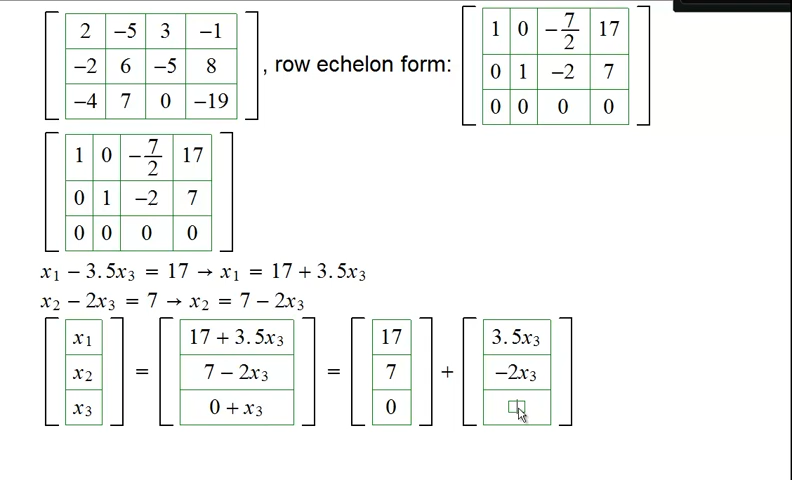 2 −5 3 −1
−2 6 −5 8
−4 7 0 −19
, row echelon form:
1 0 −7/2 17
0 1 −2 7
0 0 0 0
1 0 −7/2 17
0 1 −2 7
0 0 0 0
x₁ − 3.5x₃ = 17 → x₁ = 17 + 3.5x₃
x₂ − 2x₃ = 7 → x₂ = 7 − 2x₃
x₁ 17 + 3.5x₃ 17 3.5x₃
x₂ = 7 − 2x₃ = 7 + −2x₃
x₃ 0 + x₃ 0